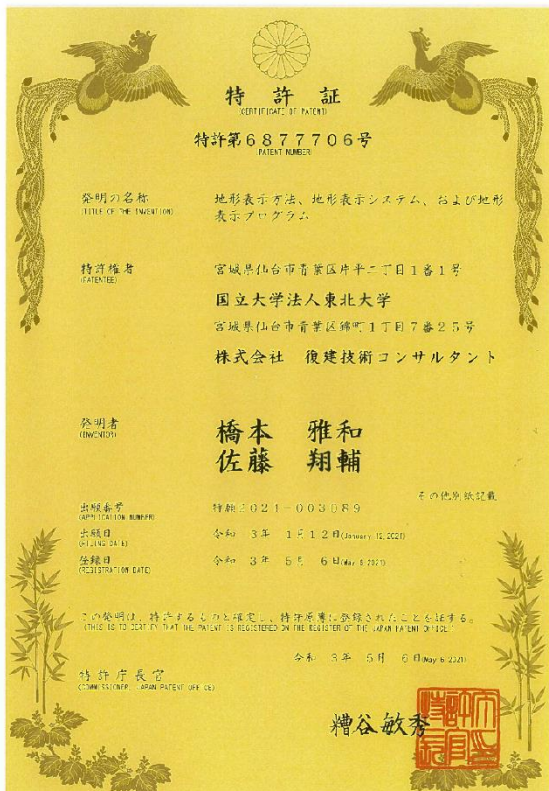 特許証
(CERTIFICATE OF PATENT)
特許第6877706号
(PATENT NUMBER)
発明の名称
(TITLE OF THE INVENTION)
地形表示方法、地形表示システム、および地形
表示プログラム
特許権者
(PATENTEE)
宮城県仙台市青葉区片平二丁目1番1号
国立大学法人東北大学
宮城県仙台市青葉区錦町1丁目7番25号
株式会社 復建技術コンサルタント
発明者
(INVENTOR)
橋本 雅和
佐藤 翔輔
その他別紙記載
出願番号
(APPLICATION NUMBER)
特願2021-003089
出願日
(FILING DATE)
令和 3年 1月12日(January 12,2021)
登録日
(REGISTRATION DATE)
令和 3年 5月 6日(May 6,2021)
この発明は、特許するものと確定し、特許原簿に登録されたことを証する。
(THIS IS TO CERTIFY THAT THE PATENT IS REGISTERED ON THE REGISTER OF THE JAPAN PATENT OFFICE.)
令和 3年 5月 6日(May 6,2021)
特許庁長官
(COMMISSIONER, JAPAN PATENT OFFICE)
糟谷敏秀